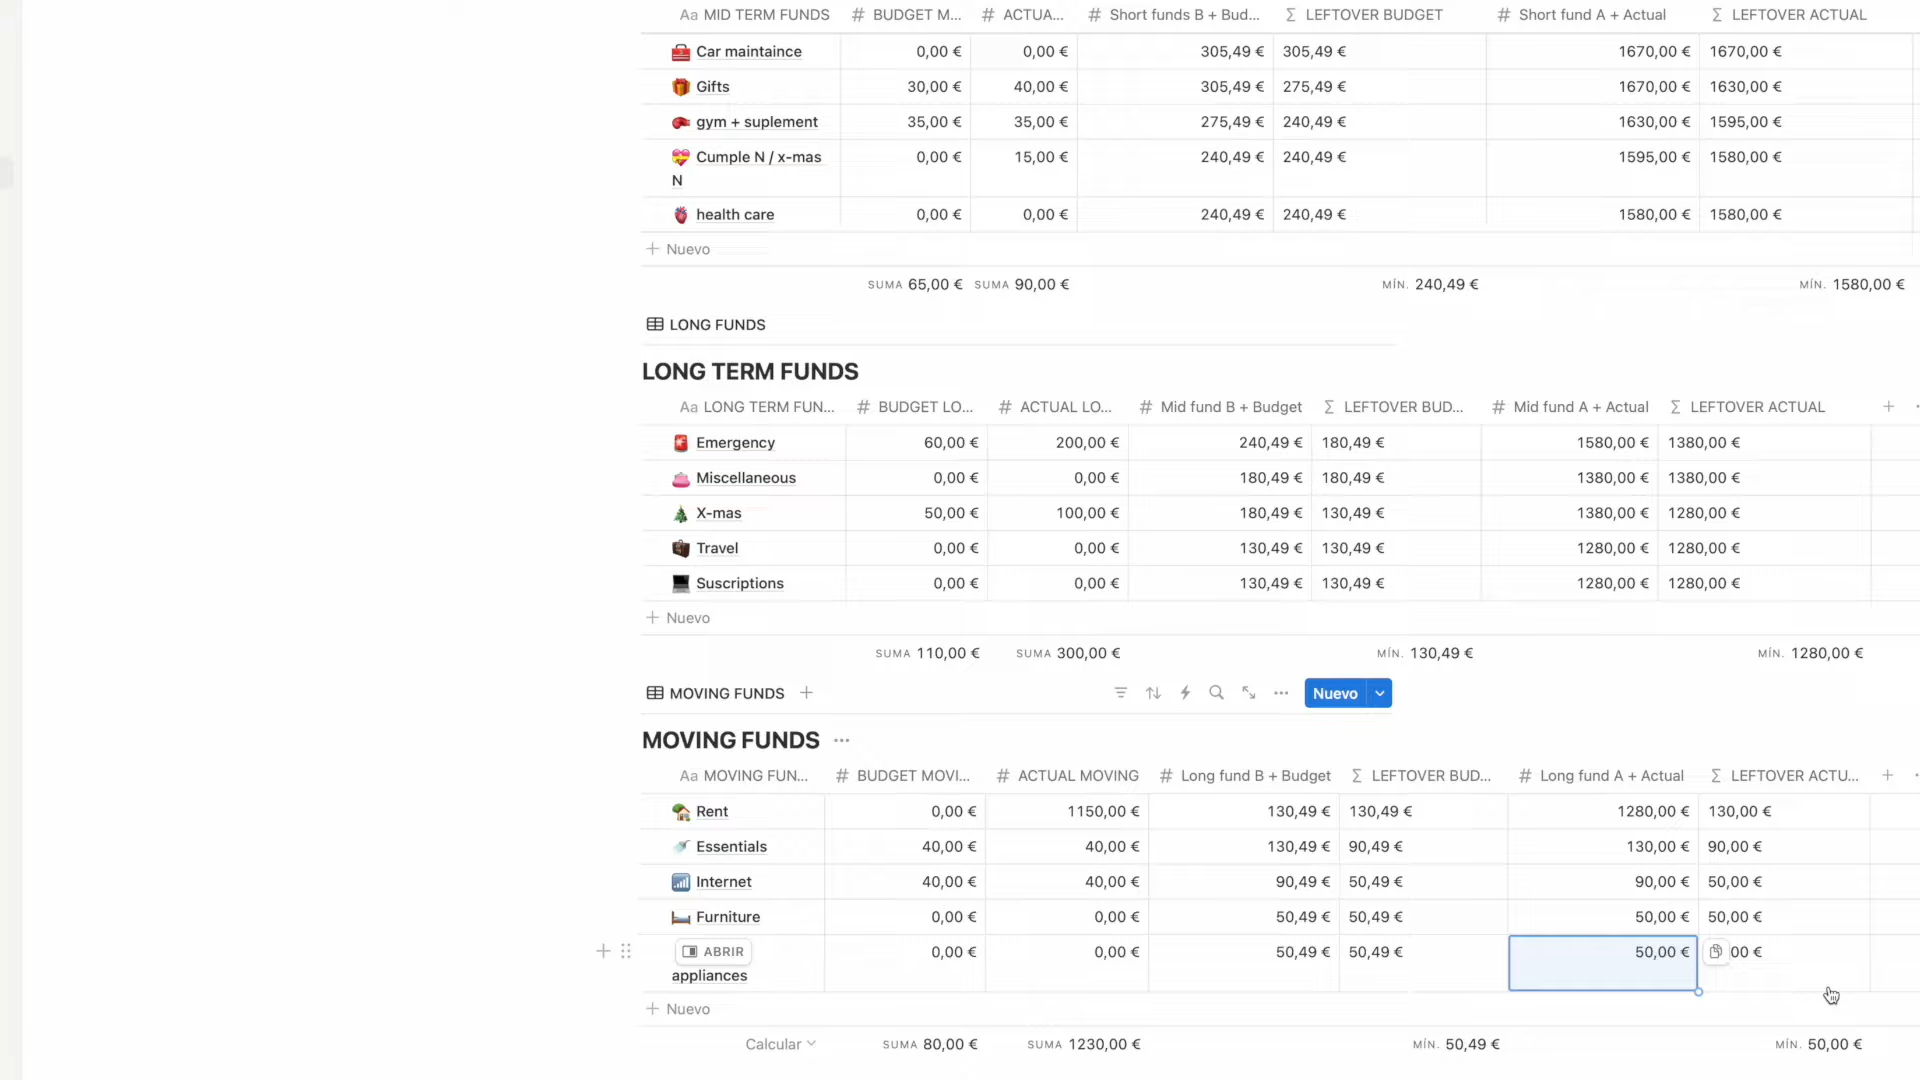 Aa MID TERM FUNDS # BUDGET M... # ACTUA... # Short funds B + Bud... Σ LEFTOVER BUDGET # Short fund A + Actual Σ LEFTOVER ACTUAL
Car maintaince 0,00 € 0,00 € 305,49 € 305,49 € 1670,00 € 1670,00 €
Gifts 30,00 € 40,00 € 305,49 € 275,49 € 1670,00 € 1630,00 €
gym + suplement 35,00 € 35,00 € 275,49 € 240,49 € 1630,00 € 1595,00 €
Cumple N / x-mas 0,00 € 15,00 € 240,49 € 240,49 € 1595,00 € 1580,00 €
N
health care 0,00 € 0,00 € 240,49 € 240,49 € 1580,00 € 1580,00 €
+ Nuevo
SUMA 65,00 € SUMA 90,00 € MÍN. 240,49 € MÍN. 1580,00 €
LONG FUNDS
LONG TERM FUNDS
Aa LONG TERM FUN... # BUDGET LO... # ACTUAL LO... # Mid fund B + Budget Σ LEFTOVER BUD... # Mid fund A + Actual Σ LEFTOVER ACTUAL +
Emergency 60,00 € 200,00 € 240,49 € 180,49 € 1580,00 € 1380,00 €
Miscellaneous 0,00 € 0,00 € 180,49 € 180,49 € 1380,00 € 1380,00 €
X-mas 50,00 € 100,00 € 180,49 € 130,49 € 1380,00 € 1280,00 €
Travel 0,00 € 0,00 € 130,49 € 130,49 € 1280,00 € 1280,00 €
Suscriptions 0,00 € 0,00 € 130,49 € 130,49 € 1280,00 € 1280,00 €
+ Nuevo
SUMA 110,00 € SUMA 300,00 € MÍN. 130,49 € MÍN. 1280,00 €
MOVING FUNDS + Nuevo
MOVING FUNDS ...
Aa MOVING FUN... # BUDGET MOVI... # ACTUAL MOVING # Long fund B + Budget Σ LEFTOVER BUD... # Long fund A + Actual Σ LEFTOVER ACTU... +
Rent 0,00 € 1150,00 € 130,49 € 130,49 € 1280,00 € 130,00 €
Essentials 40,00 € 40,00 € 130,49 € 90,49 € 130,00 € 90,00 €
Internet 40,00 € 40,00 € 90,49 € 50,49 € 90,00 € 50,00 €
Furniture 0,00 € 0,00 € 50,49 € 50,49 € 50,00 € 50,00 €
ABRIR 0,00 € 0,00 € 50,49 € 50,49 € 50,00 € 00 €
appliances
+ Nuevo
Calcular SUMA 80,00 € SUMA 1230,00 € MÍN. 50,49 € MÍN. 50,00 €